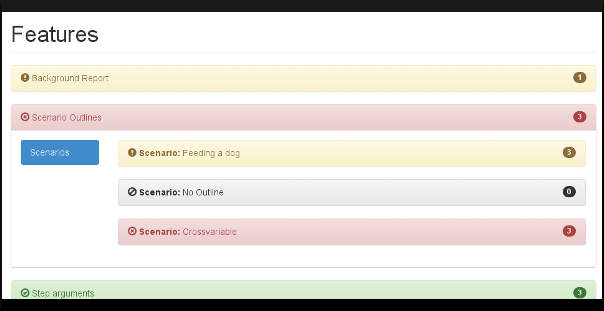 Features
Background Report 1
Scenario Outlines 3
Scenarios
Scenario: Feeding a dog 3
Scenario: No Outline 0
Scenario: Crossvariable 3
Step arguments 3